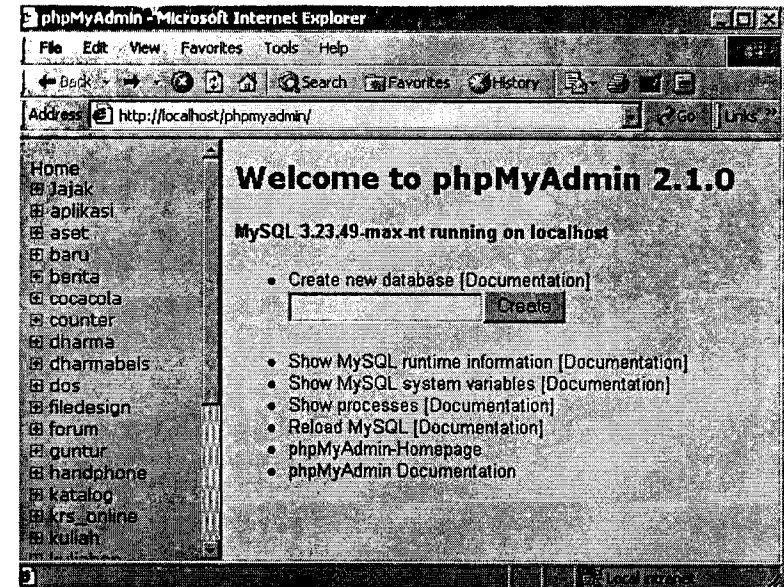 phpMyAdmin - Microsoft Internet Explorer
File Edit View Favorites Tools Help
Back Search Favorites History
Address http://localhost/phpmyadmin/ Go Links »
Home
Jajak
aplikasi
aset
baru
berita
cocacola
counter
dharma
dharmabels
dos
filedesign
forum
guntur
handphone
katalog
krs_online
kuliah
Welcome to phpMyAdmin 2.1.0
MySQL 3.23.49-max-nt running on localhost
• Create new database [Documentation]
Create
• Show MySQL runtime information [Documentation]
• Show MySQL system variables [Documentation]
• Show processes [Documentation]
• Reload MySQL [Documentation]
• phpMyAdmin-Homepage
• phpMyAdmin Documentation